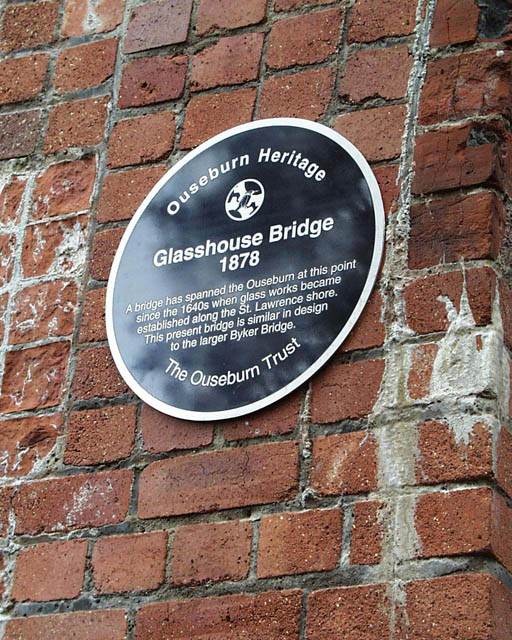 Ouseburn Heritage
Glasshouse Bridge
1878
A bridge has spanned the Ouseburn at this point
since the 1640s when glass works became
established along the St. Lawrence shore.
This present bridge is similar in design
to the larger Byker Bridge.
The Ouseburn Trust